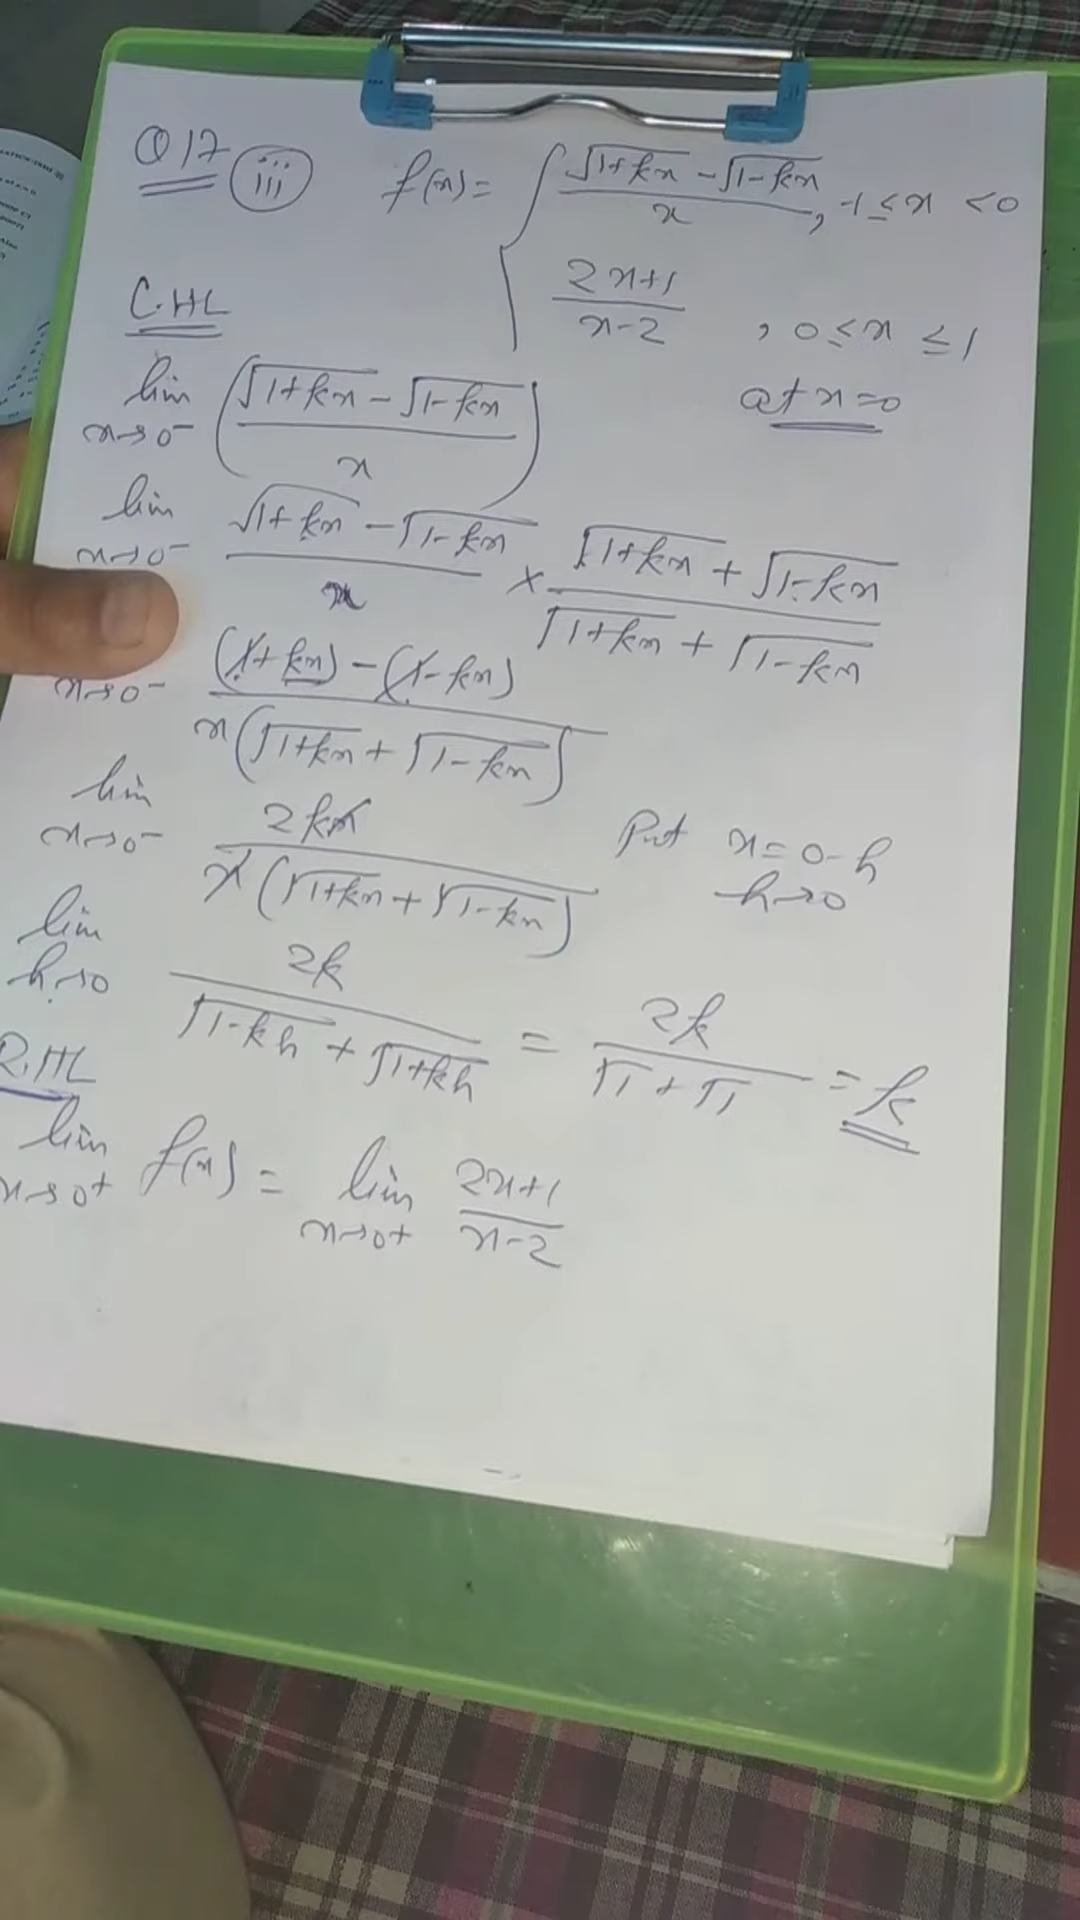 Q 17 (iii) f(x) = { √1+kx - √1-kx / x , -1 ≤ x < 0
2x+1 / x-2 , 0 ≤ x ≤ 1
L.HL
at x=0
lim x→0⁻ ( √1+kx - √1-kx / x )
lim x→0⁻ √1+kx - √1-kx / x × √1+kx + √1-kx / √1+kx + √1-kx
x→0⁻ (1+kx) - (1-kx) / x(√1+kx + √1-kx)
lim x→0⁻ 2kx / x(√1+kx + √1-kx) Put x = 0-h
h→0
lim h→0 2k / √1-kh + √1+kh = 2k / √1 + √1 = k
R.HL
lim x→0+ f(x) = lim x→0+ 2x+1 / x-2